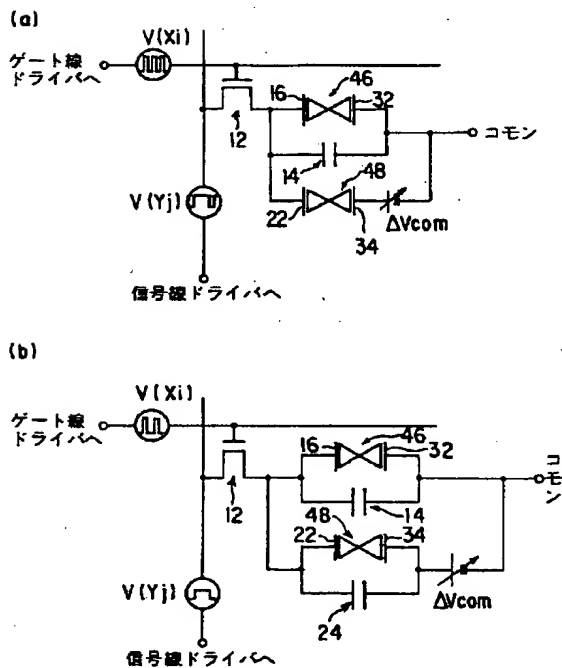 (a)
V(Xi)
ゲート線
ドライバへ
16
46
32
12
コモン
14
48
V(Yj)
22
34
ΔVcom
信号線ドライバへ
(b)
V(Xi)
ゲート線
ドライバへ
16
46
32
コモン
12
14
48
22
34
V(Yj)
ΔVcom
24
信号線ドライバへ